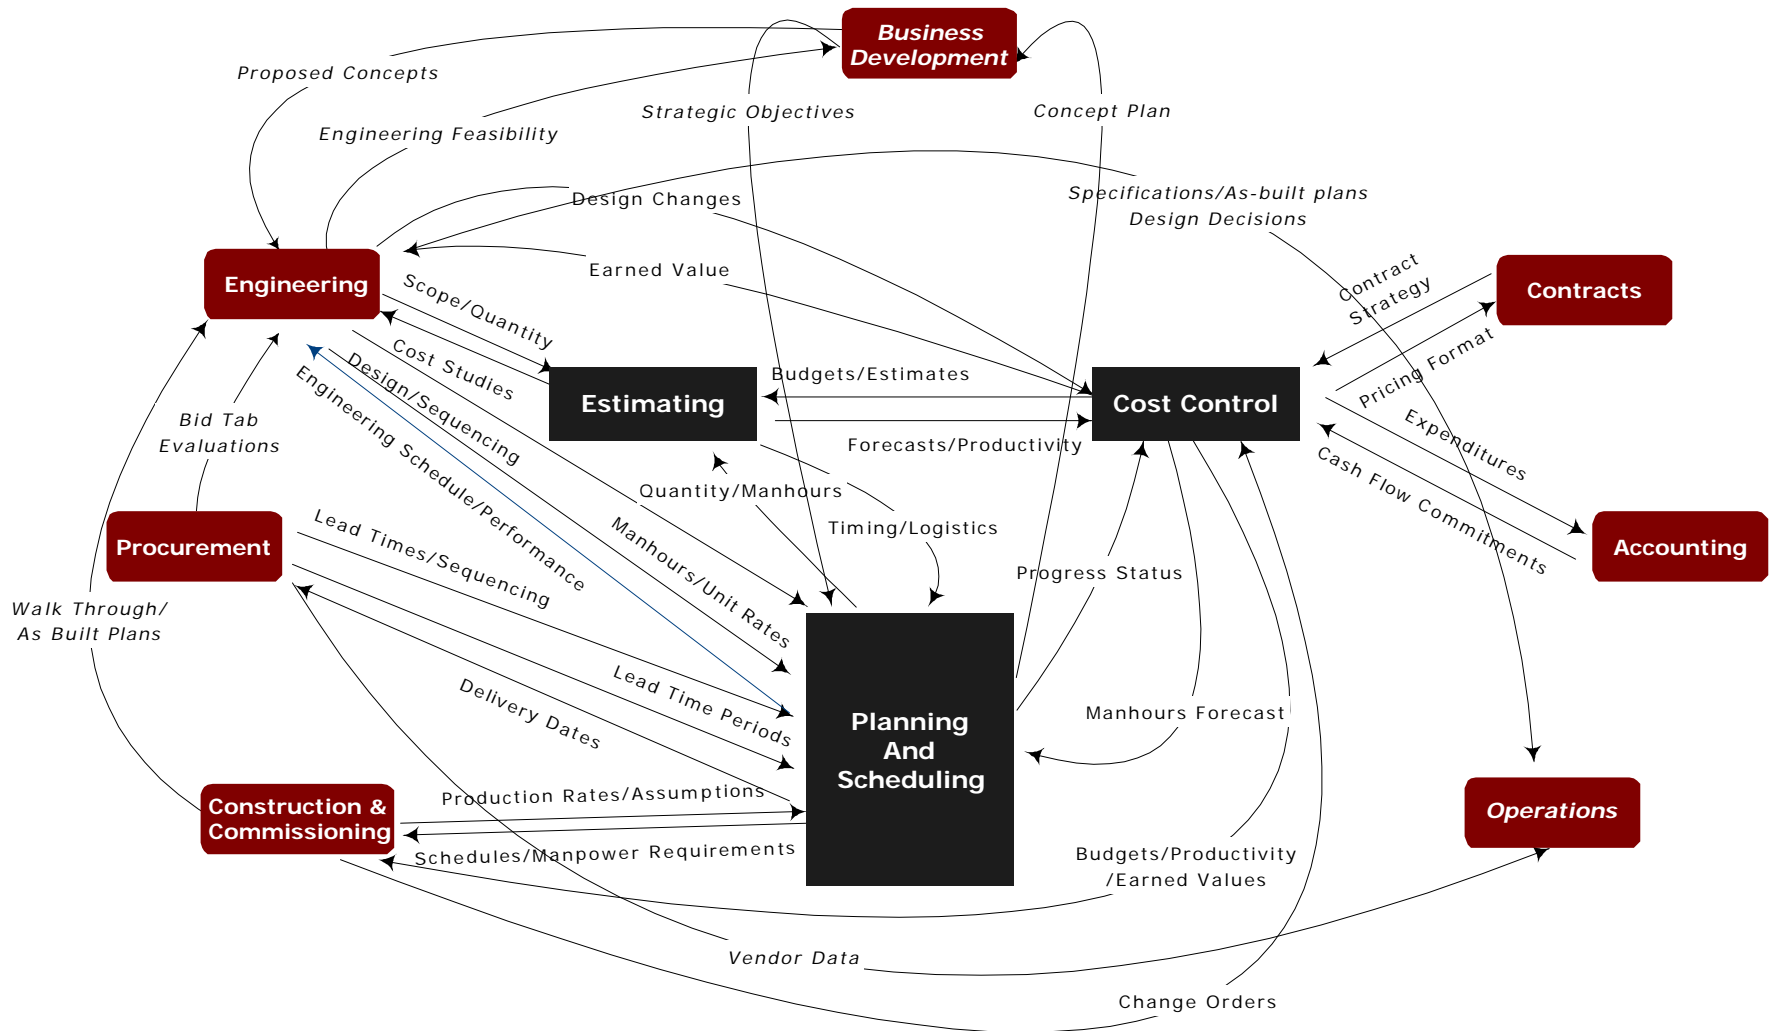 Business
Development
Proposed Concepts
Strategic Objectives
Concept Plan
Engineering Feasibility
Design Changes
Specifications/As-built plans
Design Decisions
Earned Value
Engineering
Scope/Quantity
Contract
Strategy
Contracts
Cost Studies
Design/Sequencing
Engineering Schedule/Performance
Estimating
Budgets/Estimates
Cost Control
Pricing Format
Forecasts/Productivity
Expenditures
Cash Flow Commitments
Bid Tab
Evaluations
Quantity/Manhours
Timing/Logistics
Procurement
Lead Times/Sequencing
Manhours/Unit Rates
Progress Status
Accounting
Walk Through/
As Built Plans
Lead Time Periods
Delivery Dates
Planning
And
Scheduling
Manhours Forecast
Construction &
Commissioning
Production Rates/Assumptions
Schedules/Manpower Requirements
Operations
Budgets/Productivity
/Earned Values
Vendor Data
Change Orders